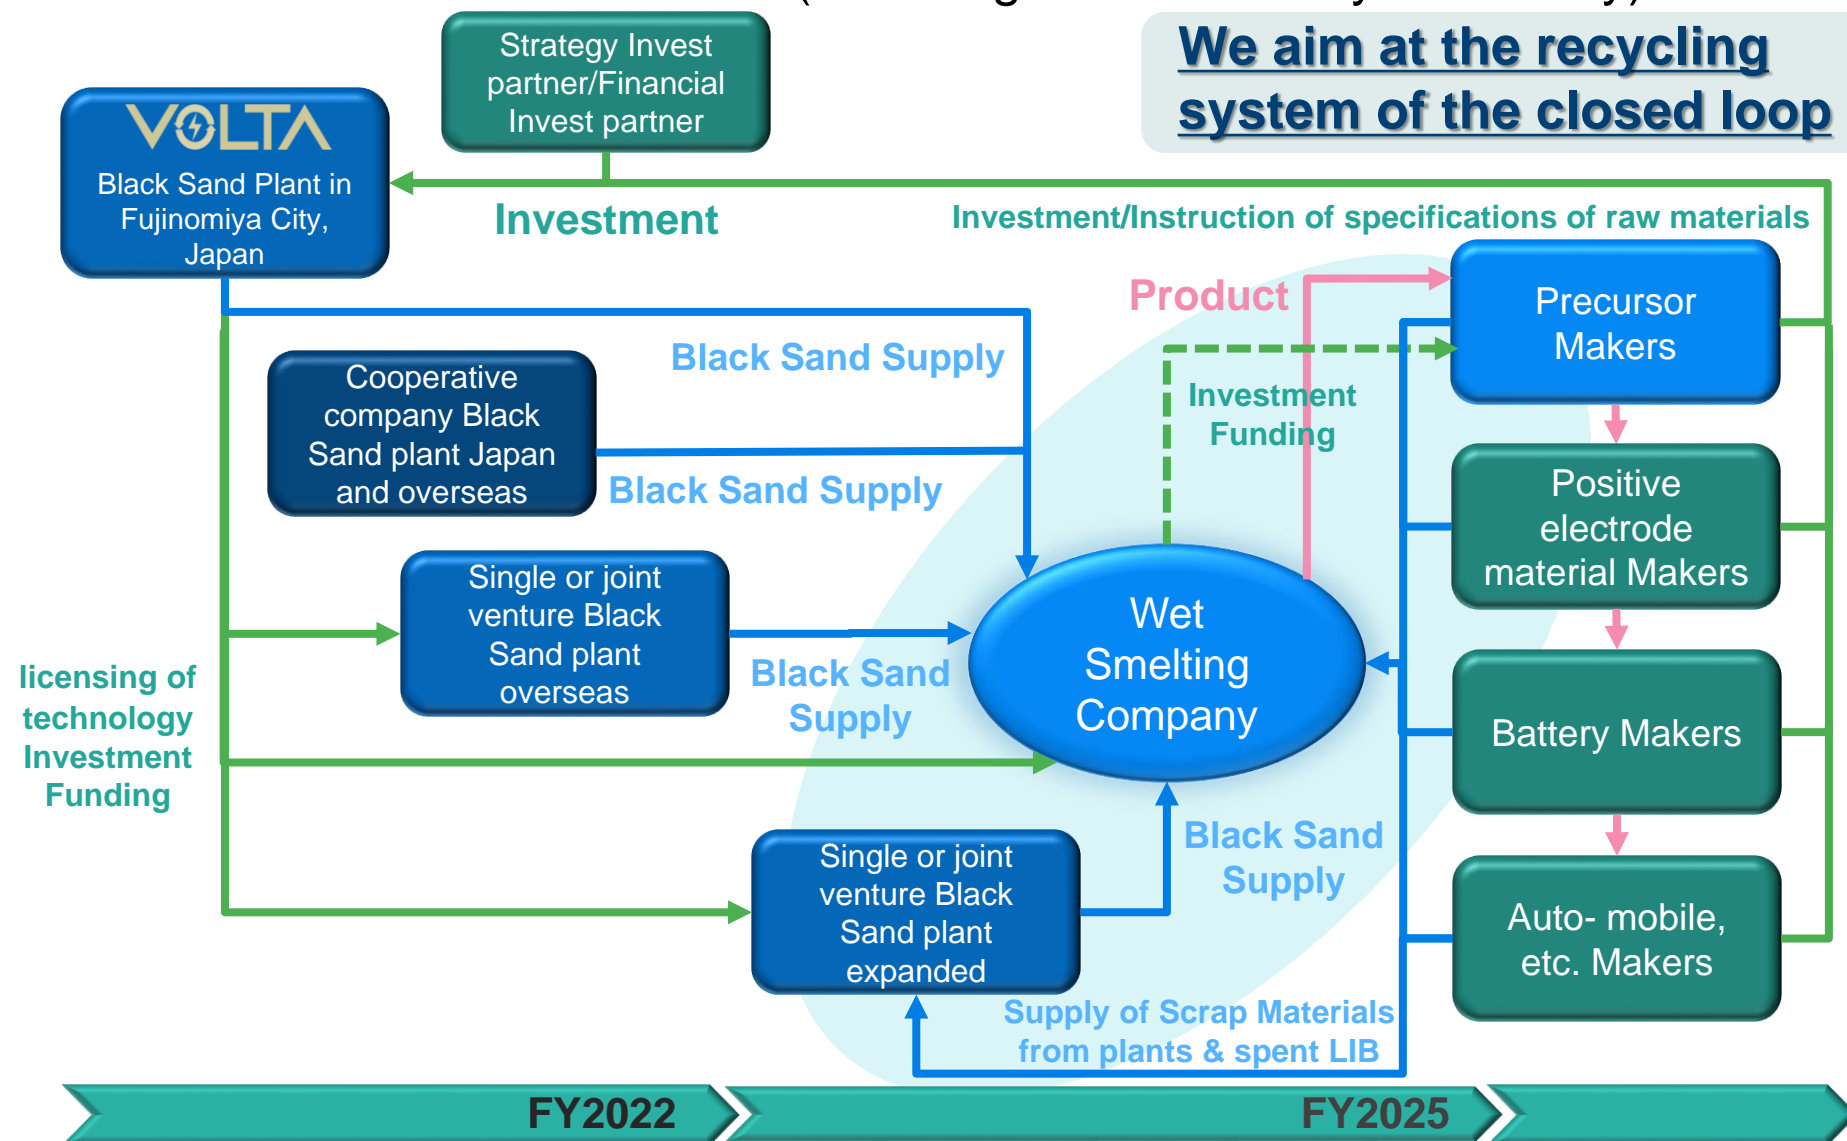 We aim at the recycling
system of the closed loop
Strategy Invest
partner/Financial
Invest partner
VOLTA
Black Sand Plant in
Fujinomiya City,
Japan
Investment
Investment/Instruction of specifications of raw materials
Product
Precursor
Makers
Black Sand Supply
Cooperative
company Black
Sand plant Japan
and overseas
Investment
Funding
Black Sand Supply
Positive
electrode
material Makers
Single or joint
venture Black
Sand plant
overseas
Wet
Smelting
Company
licensing of
technology
Investment
Funding
Black Sand
Supply
Battery Makers
Single or joint
venture Black
Sand plant
expanded
Black Sand
Supply
Auto- mobile,
etc. Makers
Supply of Scrap Materials
from plants & spent LIB
FY2022
FY2025